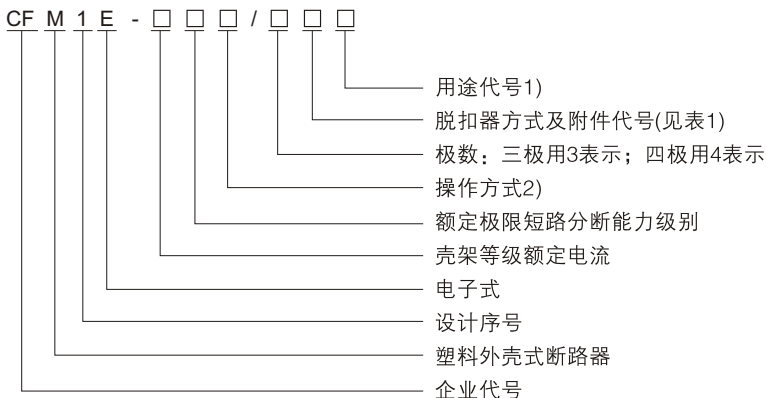 CF M 1 E - □ □ □ / □ □ □
用途代号1)
脱扣器方式及附件代号(见表1)
极数：三极用3表示；四极用4表示
操作方式2)
额定极限短路分断能力级别
壳架等级额定电流
电子式
设计序号
塑料外壳式断路器
企业代号